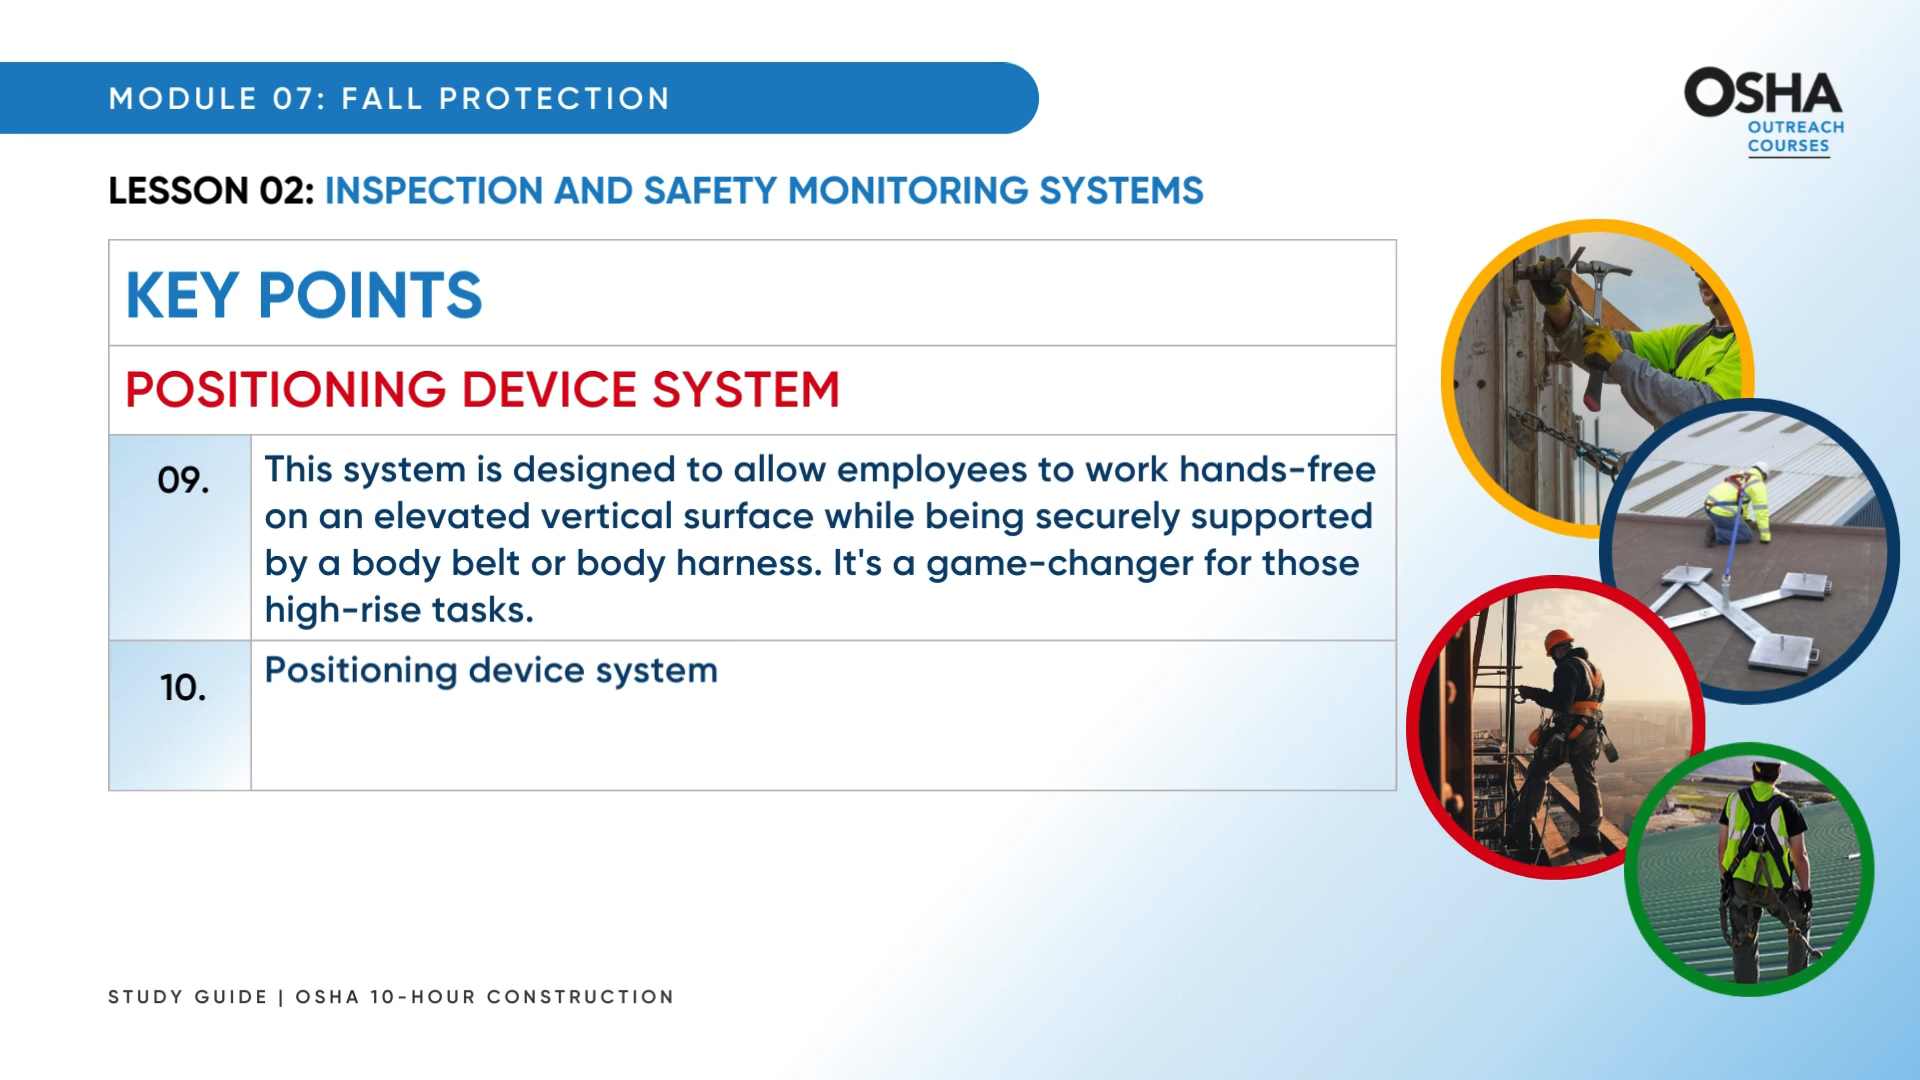 MODULE 07: FALL PROTECTION
OSHA
OUTREACH
COURSES
LESSON 02: INSPECTION AND SAFETY MONITORING SYSTEMS
KEY POINTS
POSITIONING DEVICE SYSTEM
09.
This system is designed to allow employees to work hands-free
on an elevated vertical surface while being securely supported
by a body belt or body harness. It's a game-changer for those
high-rise tasks.
10.
Positioning device system
STUDY GUIDE | OSHA 10-HOUR CONSTRUCTION